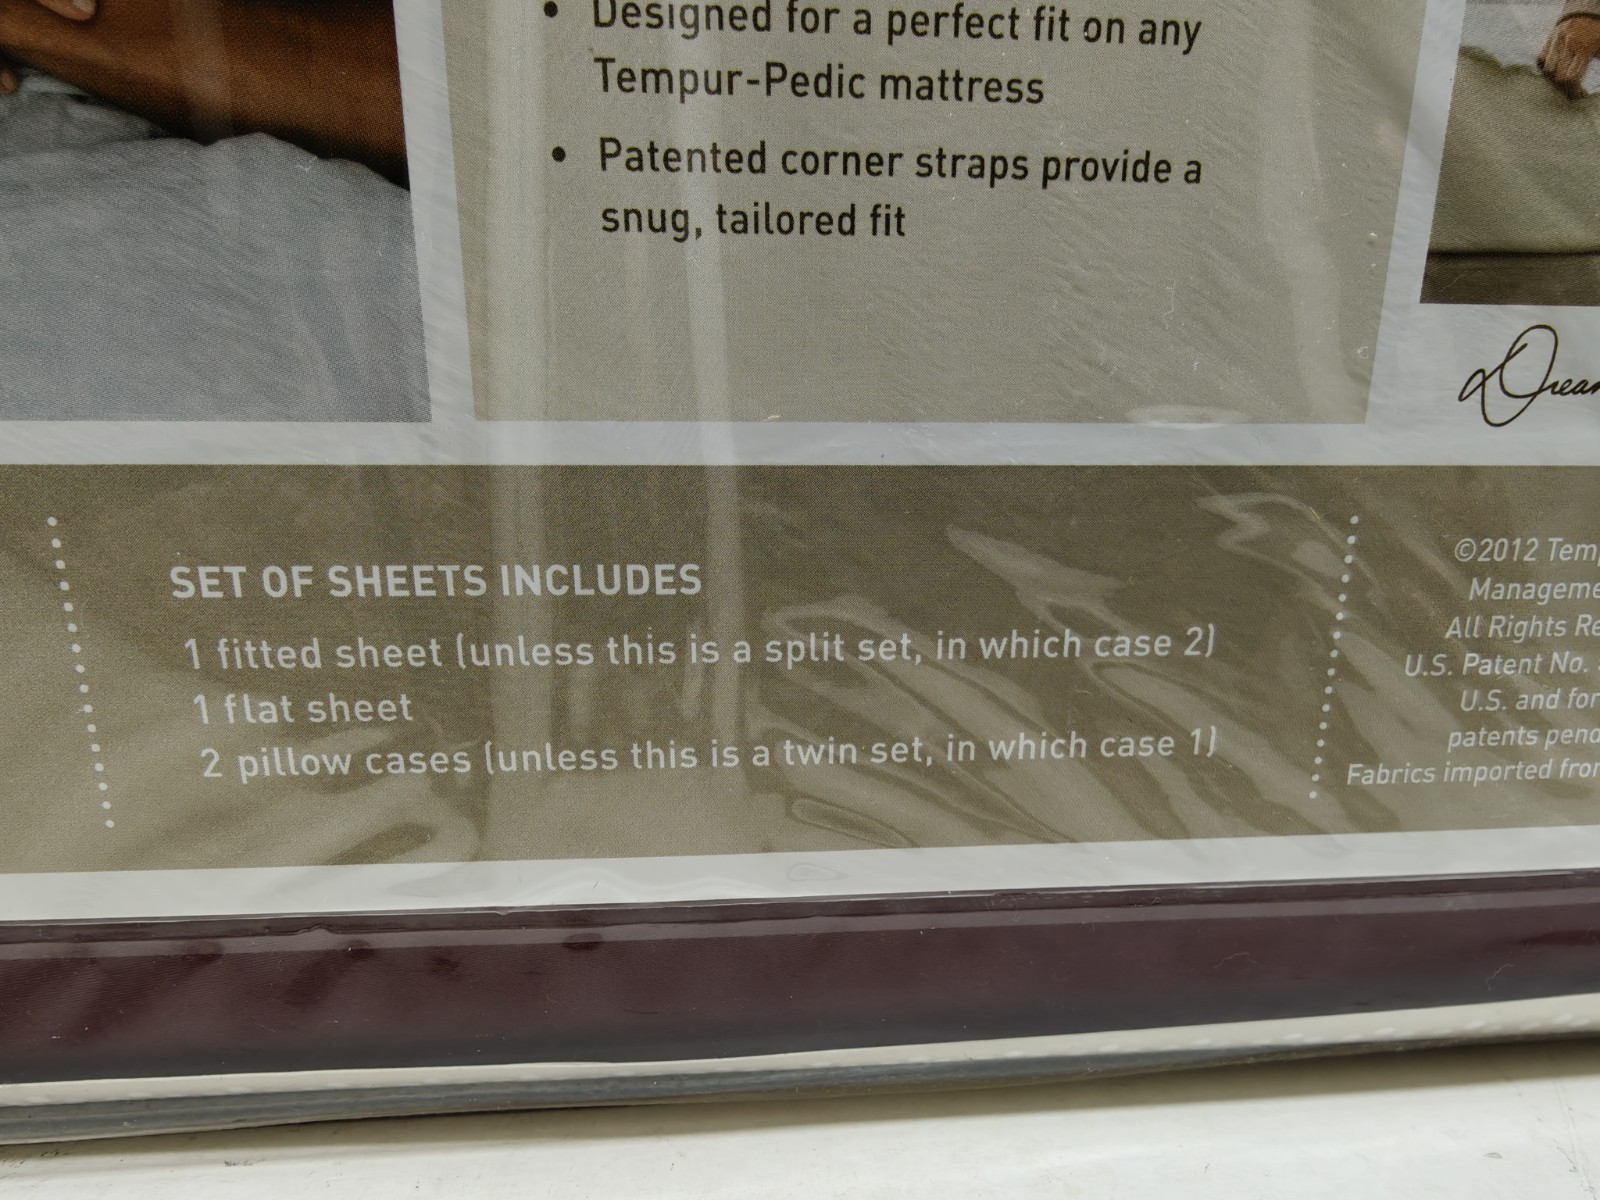 • Designed for a perfect fit on any
Tempur-Pedic mattress
• Patented corner straps provide a
snug, tailored fit
SET OF SHEETS INCLUDES
1 fitted sheet (unless this is a split set, in which case 2)
1 flat sheet
2 pillow cases (unless this is a twin set, in which case 1)
©2012
All Rights
U.S. Patent No.
U.S. and
patents
Fabrics imported